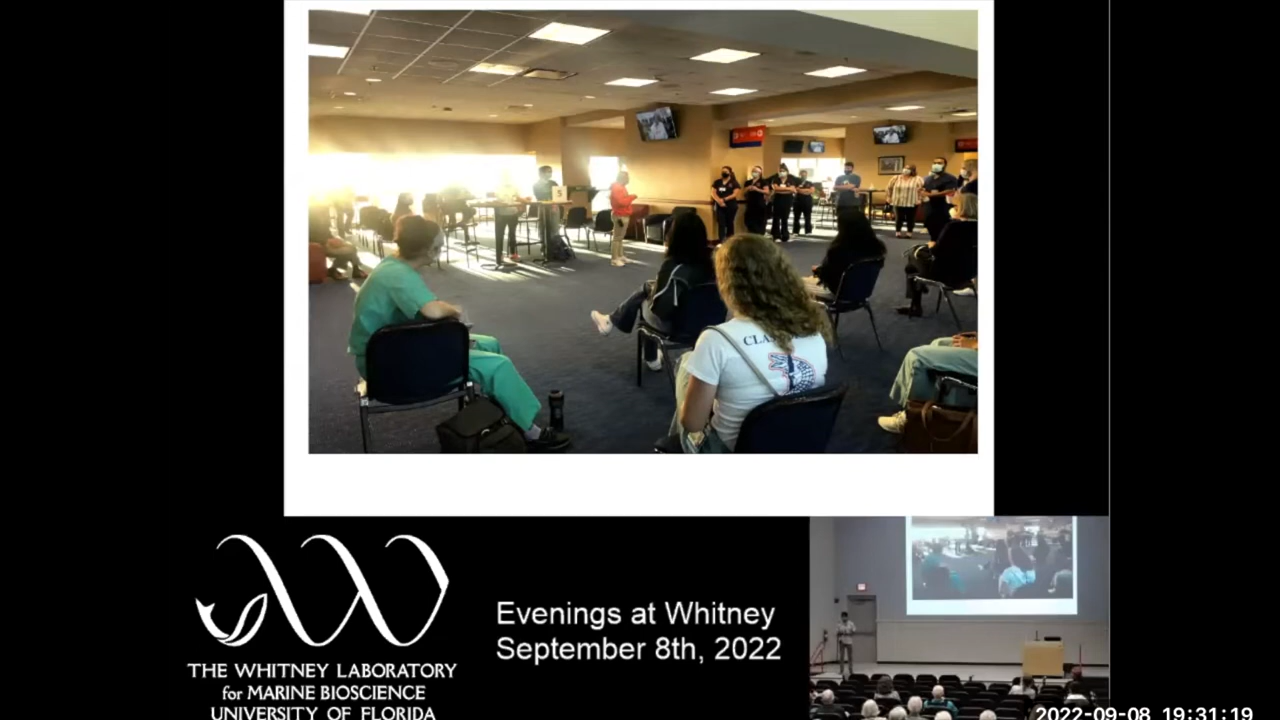 CLA
Evenings at Whitney
September 8th, 2022
THE WHITNEY LABORATORY
for MARINE BIOSCIENCE
UNIVERSITY OF FLORIDA
2022-09-08 19:31:19